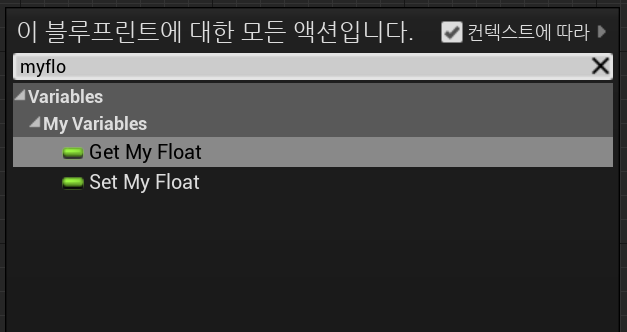 이 블루프린트에 대한 모든 액션입니다. 컨텍스트에 따라
myflo
Variables
My Variables
Get My Float
Set My Float